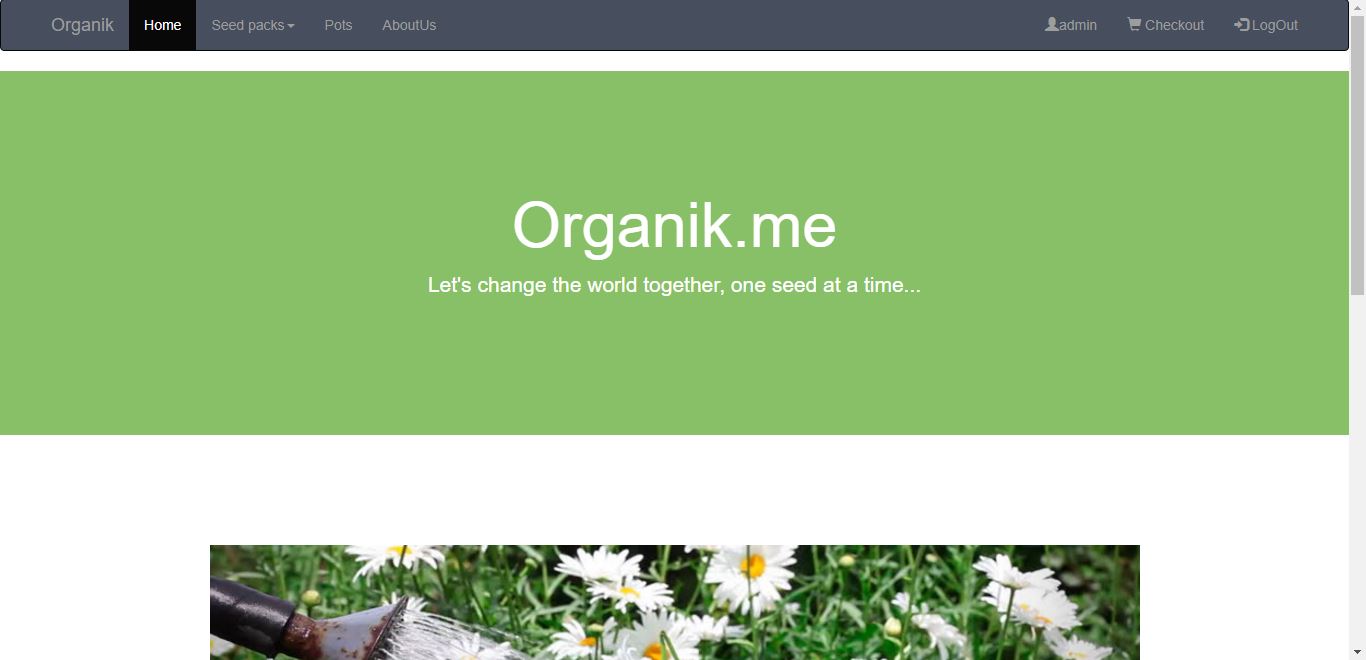 Organik Home Seed packs Pots AboutUs admin Checkout LogOut
Organik.me
Let's change the world together, one seed at a time...